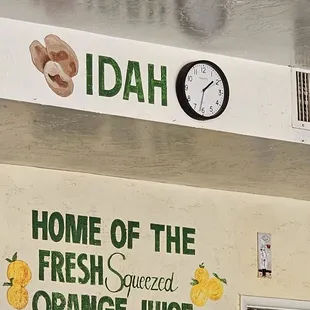 IDAH
HOME OF THE
FRESH Squeezed
ORANGE JUICE